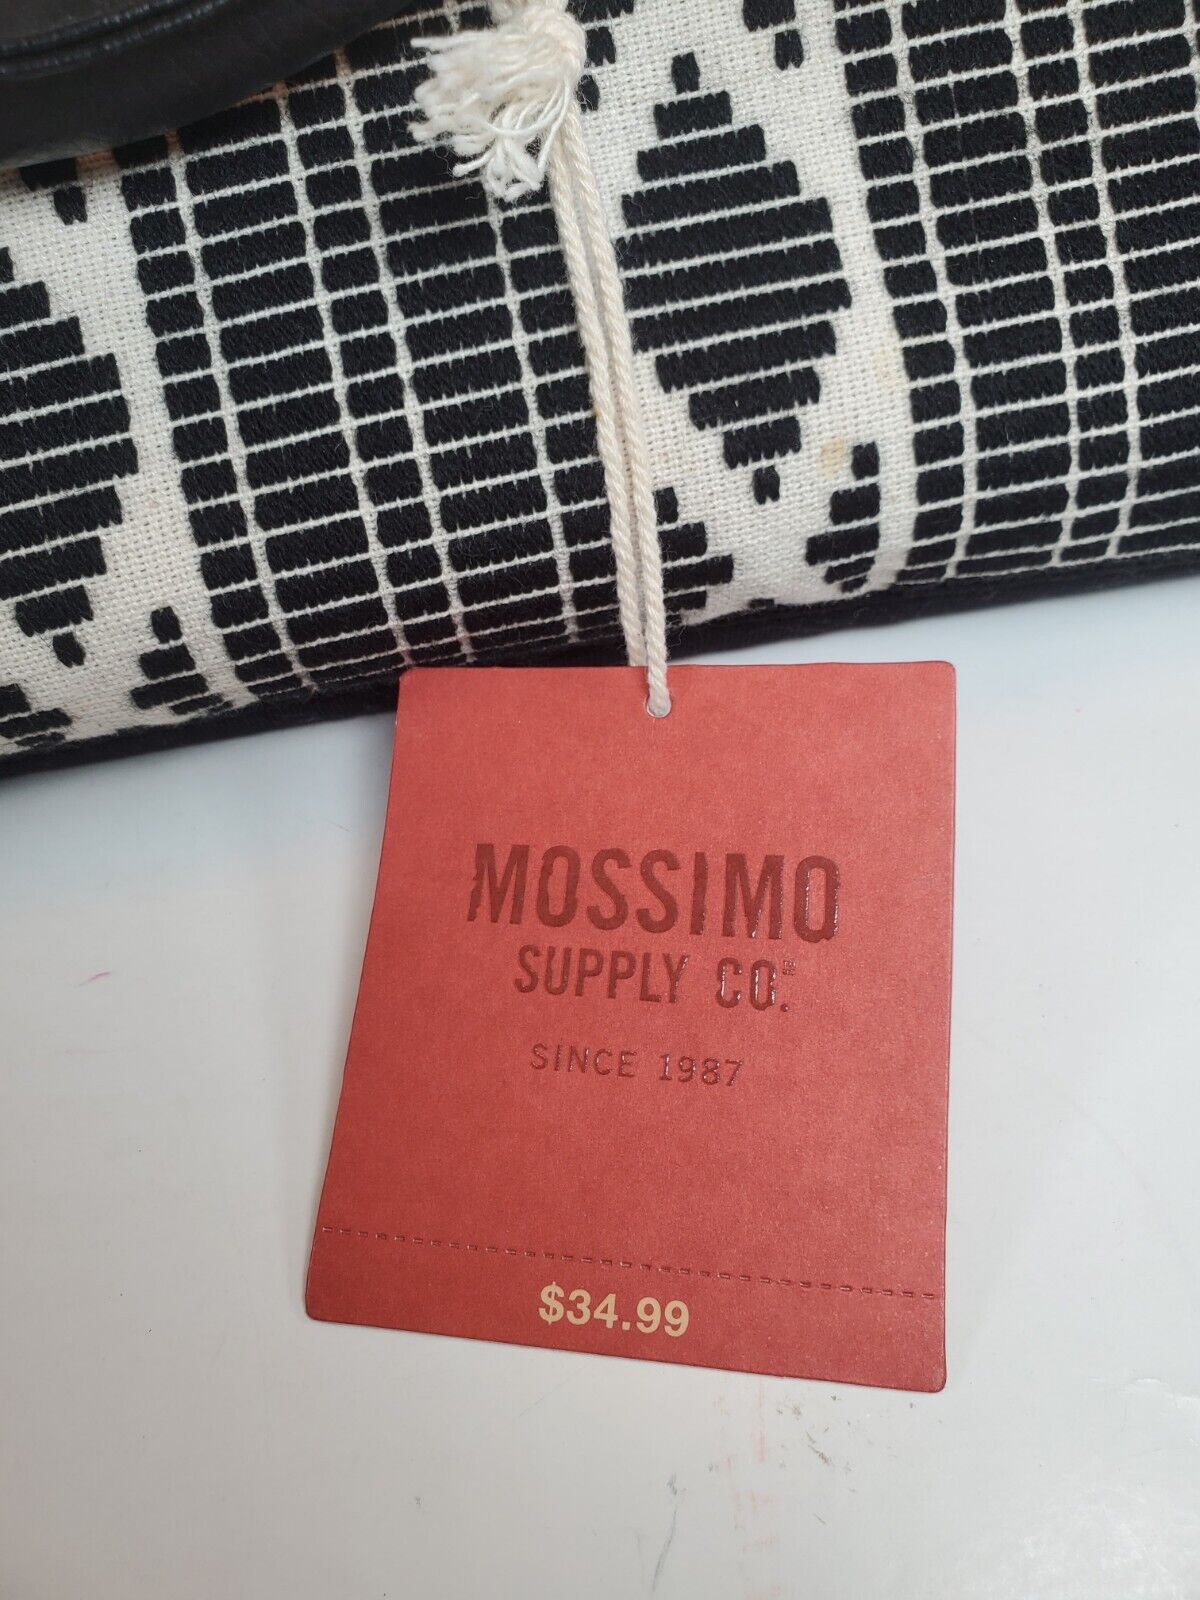 MOSSIMO
SUPPLY CO.
SINCE 1987
$34.99